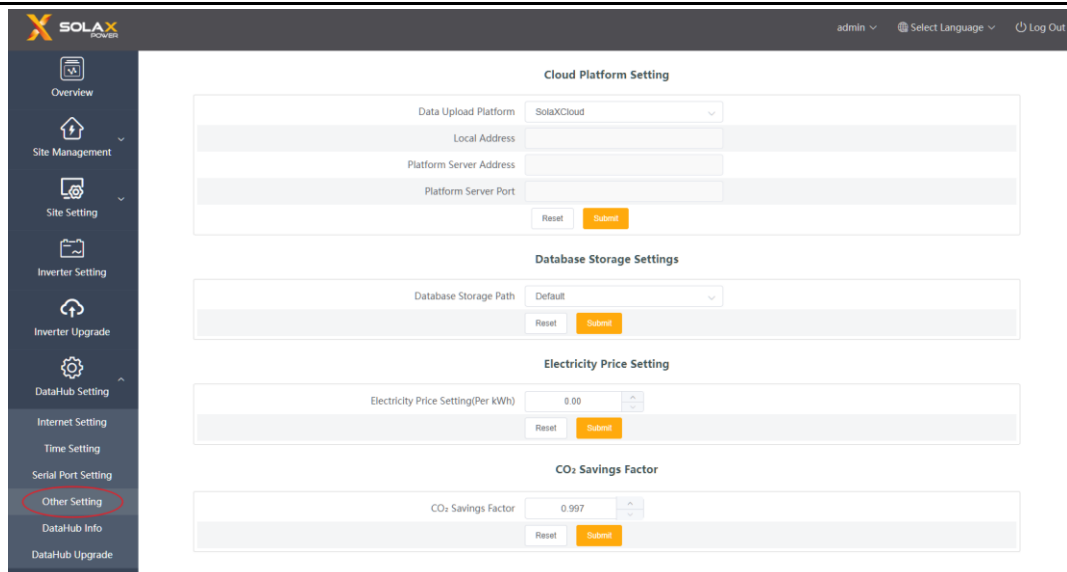 SOLAX
POWER
admin
Select Language
Log Out
Overview
Site Management
Site Setting
Inverter Setting
Inverter Upgrade
DataHub Setting
Internet Setting
Time Setting
Serial Port Setting
Other Setting
DataHub Info
DataHub Upgrade
Cloud Platform Setting
Data Upload Platform SolaXCloud
Local Address
Platform Server Address
Platform Server Port
Reset Submit
Database Storage Settings
Database Storage Path Default
Reset Submit
Electricity Price Setting
Electricity Price Setting(Per kWh) 0.00
Reset Submit
CO₂ Savings Factor
CO₂ Savings Factor 0.997
Reset Submit